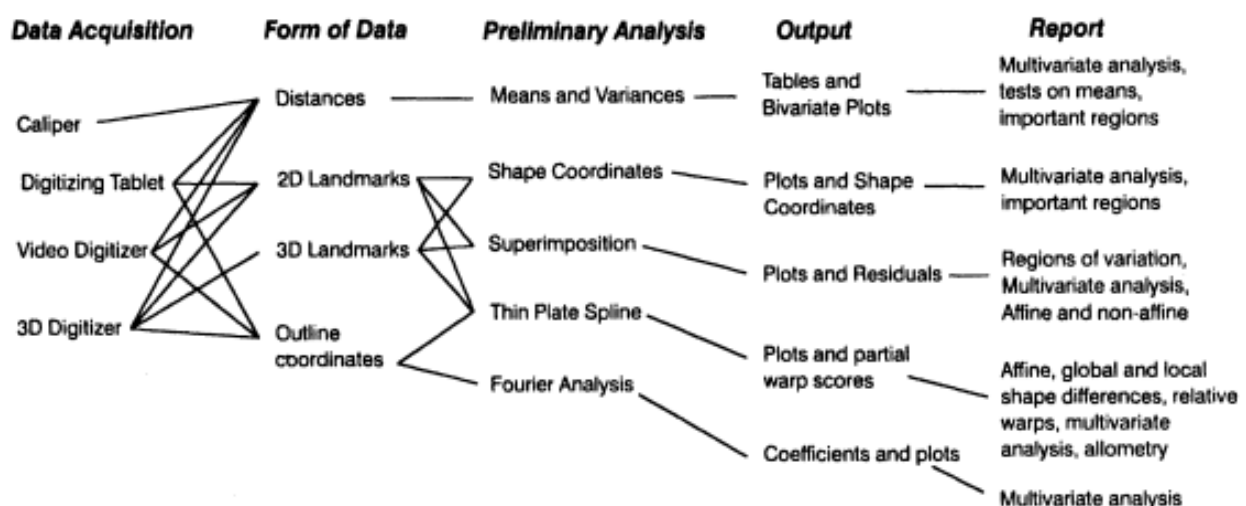 Data Acquisition
Form of Data
Preliminary Analysis
Output
Report
Caliper
Digitizing Tablet
Video Digitizer
3D Digitizer
Distances
2D Landmarks
3D Landmarks
Outline
coordinates
Means and Variances
Shape Coordinates
Superimposition
Thin Plate Spline
Fourier Analysis
Tables and
Bivariate Plots
Plots and Shape
Coordinates
Plots and Residuals
Plots and partial
warp scores
Coefficients and plots
Multivariate analysis,
tests on means,
important regions
Multivariate analysis,
important regions
Regions of variation,
Multivariate analysis,
Affine and non-affine
Affine, global and local
shape differences, relative
warps, multivariate
analysis, allometry
Multivariate analysis